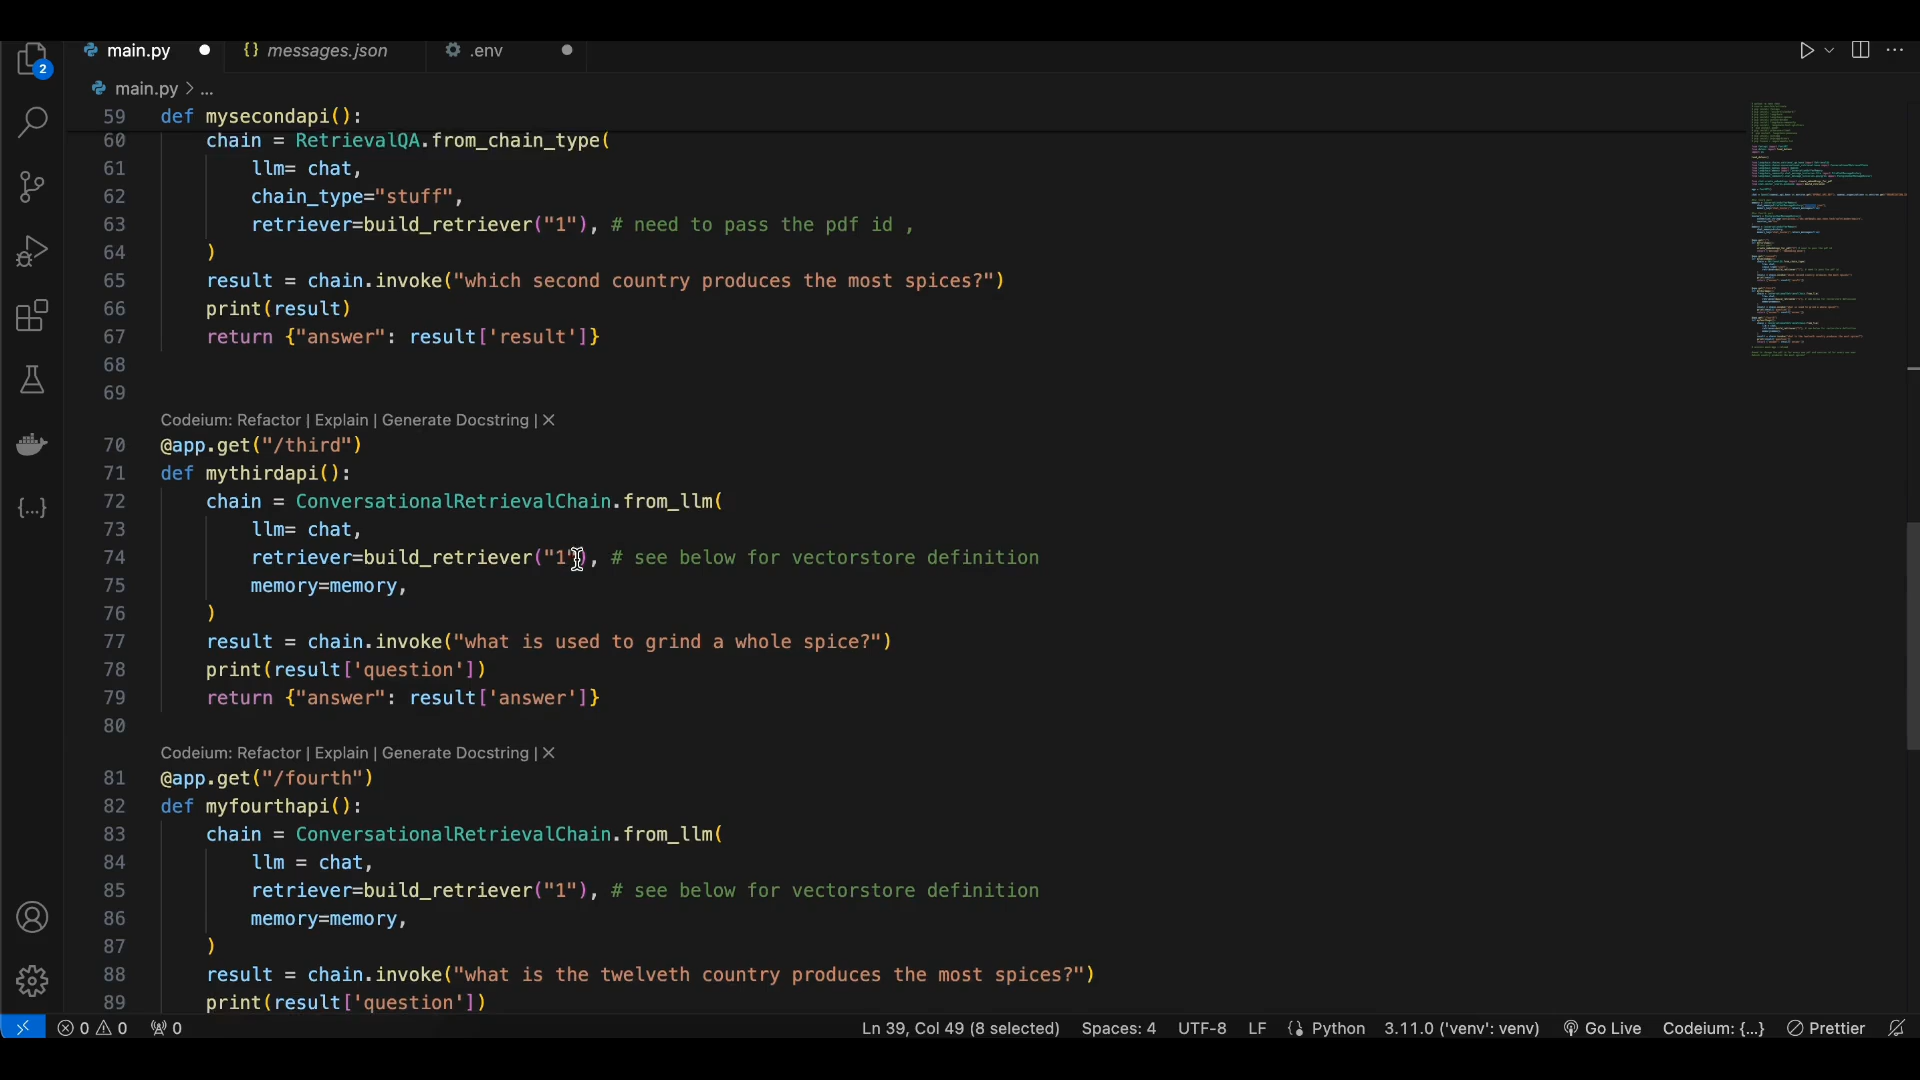 main.py
{} messages.json
.env
2
main.py > ...
59 def mysecondapi():
60 chain = RetrievalQA.from_chain_type(
61 llm= chat,
62 chain_type="stuff",
63 retriever=build_retriever("1"), # need to pass the pdf id ,
64 )
65 result = chain.invoke("which second country produces the most spices?")
66 print(result)
67 return {"answer": result['result']}
68
69
Codeium: Refactor | Explain | Generate Docstring | ×
70 @app.get("/third")
71 def mythirdapi():
72 chain = ConversationalRetrievalChain.from_llm(
73 llm= chat,
74 retriever=build_retriever("1"), # see below for vectorstore definition
75 memory=memory,
76 )
77 result = chain.invoke("what is used to grind a whole spice?")
78 print(result['question'])
79 return {"answer": result['answer']}
80
Codeium: Refactor | Explain | Generate Docstring | ×
81 @app.get("/fourth")
82 def myfourthapi():
83 chain = ConversationalRetrievalChain.from_llm(
84 llm = chat,
85 retriever=build_retriever("1"), # see below for vectorstore definition
86 memory=memory,
87 )
88 result = chain.invoke("what is the twelveth country produces the most spices?")
89 print(result['question'])
0 0 0 Ln 39, Col 49 (8 selected) Spaces: 4 UTF-8 LF Python 3.11.0 ('venv': venv) Go Live Codeium: {...} Prettier